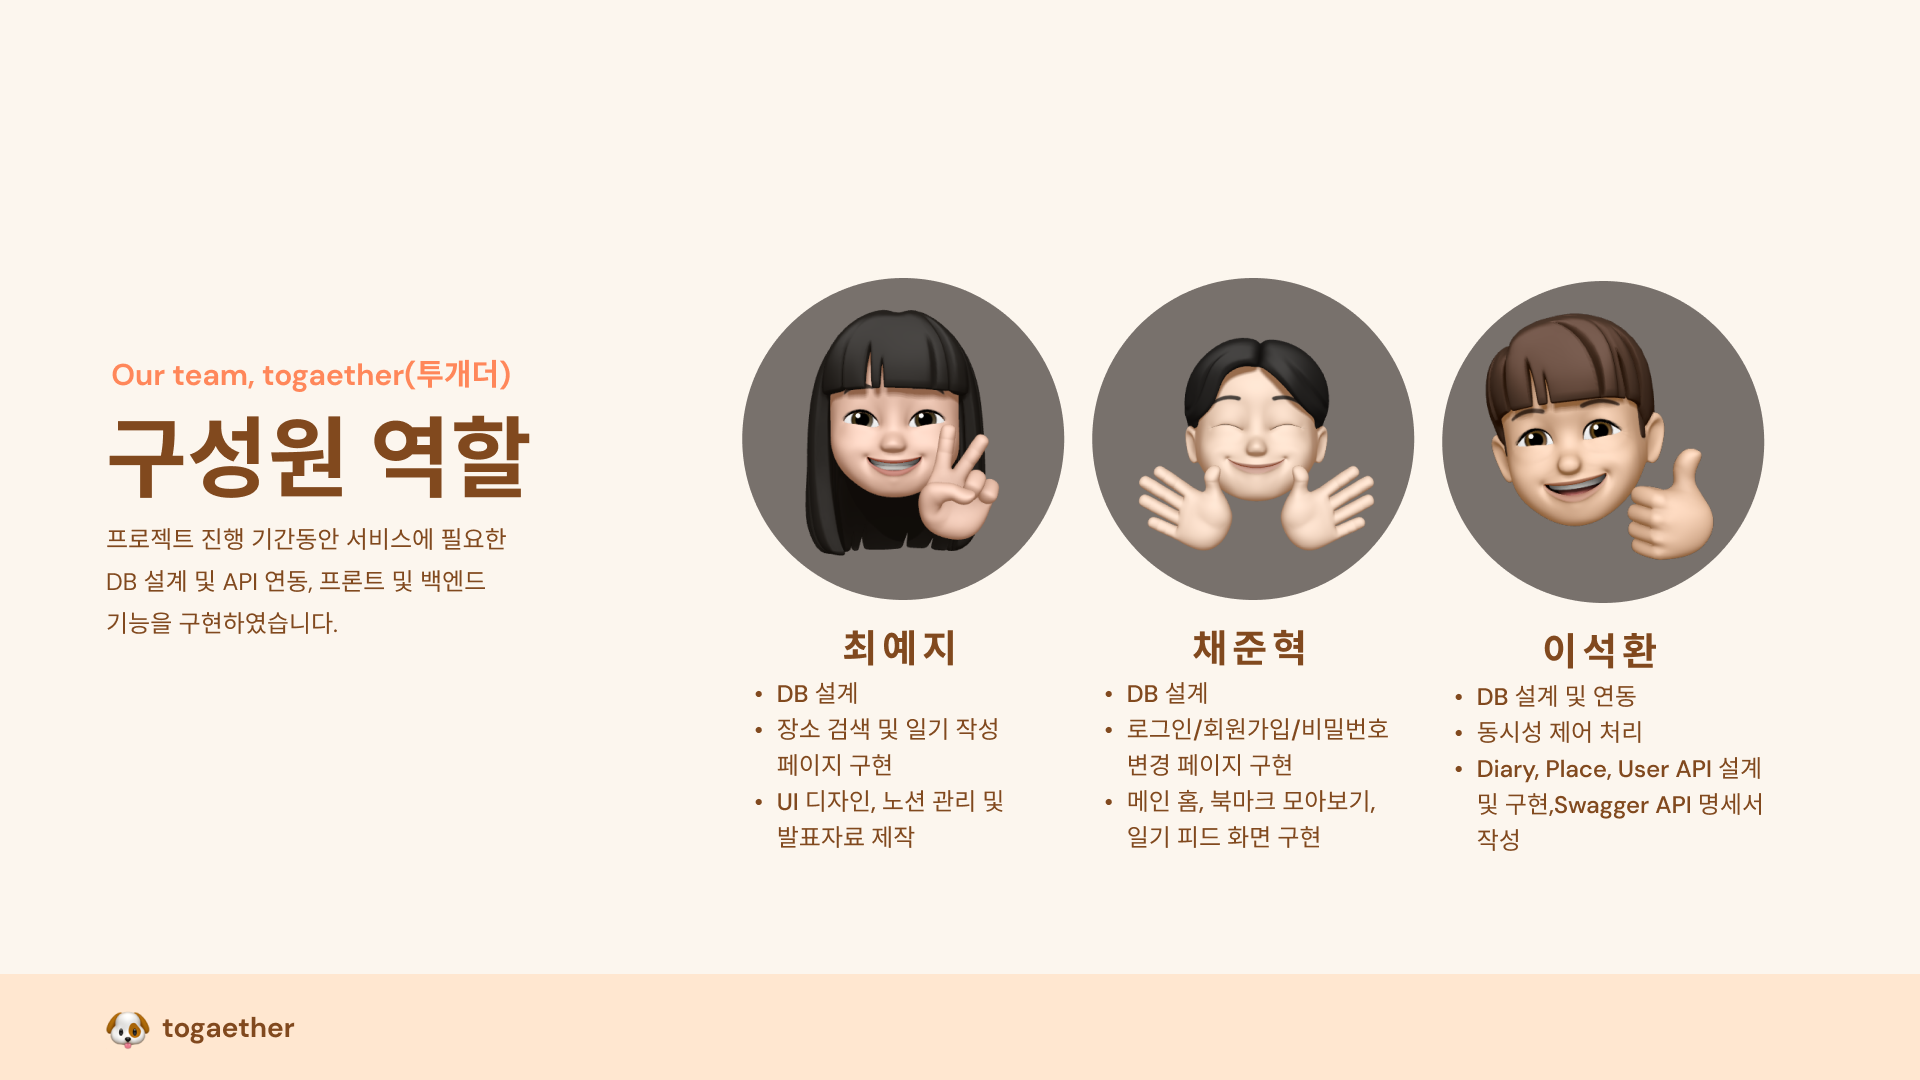 Our team, togaether(투개더)
구성원 역할
프로젝트 진행 기간동안 서비스에 필요한
DB 설계 및 API 연동, 프론트 및 백엔드
기능을 구현하였습니다.
최예지
• DB 설계
• 장소 검색 및 일기 작성
페이지 구현
• UI 디자인, 노션 관리 및
발표자료 제작
채준혁
• DB 설계
• 로그인/회원가입/비밀번호
변경 페이지 구현
• 메인 홈, 북마크 모아보기,
일기 피드 화면 구현
이석환
• DB 설계 및 연동
• 동시성 제어 처리
• Diary, Place, User API 설계
및 구현,Swagger API 명세서
작성
togaether